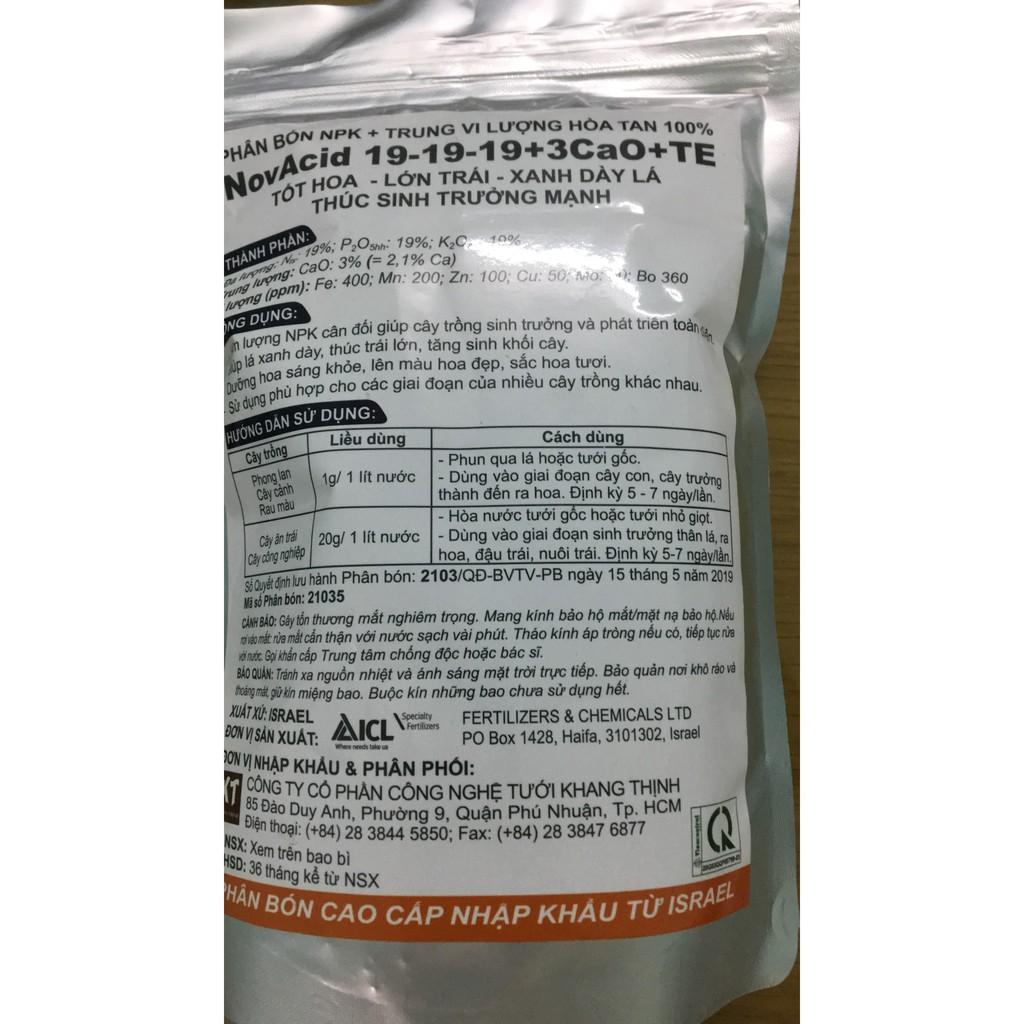 PHÂN BÓN NPK + TRUNG VI LƯỢNG HÒA TAN 100%
NovAcid 19-19-19+3CaO+TE
TỐT HOA - LỚN TRÁI - XANH DÀY LÁ
THÚC SINH TRƯỞNG MẠNH
THÀNH PHẦN:
Đa lượng: 19%; P₂O₅hh: 19%; 19%
Trung lượng: CaO: 3% (= 2,1% Ca)
lượng (ppm): Fe: 400; Mn: 200; Zn: 100; Cu: 50; Mo: Bo 360
CÔNG DỤNG:
lượng NPK cân đối giúp cây trồng sinh trưởng và phát triển toàn diện.
lá xanh dày, thúc trái lớn, tăng sinh khối cây.
Dưỡng hoa sáng khỏe, lên màu hoa đẹp, sắc hoa tươi.
- Sử dụng phù hợp cho các giai đoạn của nhiều cây trồng khác nhau.
HƯỚNG DẪN SỬ DỤNG:
Cây trồng
Liều dùng
Cách dùng
Phong lan
Cây cảnh
Rau màu
1g/ 1 lít nước
- Phun qua lá hoặc tưới gốc.
- Dùng vào giai đoạn cây con, cây trưởng
thành đến ra hoa. Định kỳ 5 - 7 ngày/lần.
Cây ăn trái
Cây công nghiệp
20g/ 1 lít nước
- Hòa nước tưới gốc hoặc tưới nhỏ giọt.
- Dùng vào giai đoạn sinh trưởng thân lá, ra
hoa, đậu trái, nuôi trái. Định kỳ 5-7 ngày/lần.
Số Quyết định lưu hành Phân bón: 2103/QĐ-BVTV-PB ngày 15 tháng 5 năm 2019
Mã số Phân bón: 21035
CẢNH BÁO: Gây tổn thương mắt nghiêm trọng. Mang kính bảo hộ mắt/mặt nạ bảo hộ.Nếu
rơi vào mắt: rửa mắt cẩn thận với nước sạch vài phút. Tháo kính áp tròng nếu có, tiếp tục rửa
với nước. Gọi khẩn cấp Trung tâm chống độc hoặc bác sĩ.
BẢO QUẢN: Tránh xa nguồn nhiệt và ánh sáng mặt trời trực tiếp. Bảo quản nơi khô ráo và
thoáng mát, giữ kín miệng bao. Buộc kín những bao chưa sử dụng hết.
XUẤT XỨ: ISRAEL
ĐƠN VỊ SẢN XUẤT:
ICL
Specialty
Fertilizers
Where needs take us
FERTILIZERS & CHEMICALS LTD
PO Box 1428, Haifa, 3101302, Israel
ĐƠN VỊ NHẬP KHẨU & PHÂN PHỐI:
KT
CÔNG TY CỔ PHẦN CÔNG NGHỆ TƯỚI KHANG THỊNH
85 Đào Duy Anh, Phường 9, Quận Phú Nhuận, Tp. HCM
Điện thoại: (+84) 28 3844 5850; Fax: (+84) 28 3847 6877
NSX: Xem trên bao bì
HSD: 36 tháng kể từ NSX
PHÂN BÓN CAO CẤP NHẬP KHẨU TỪ ISRAEL